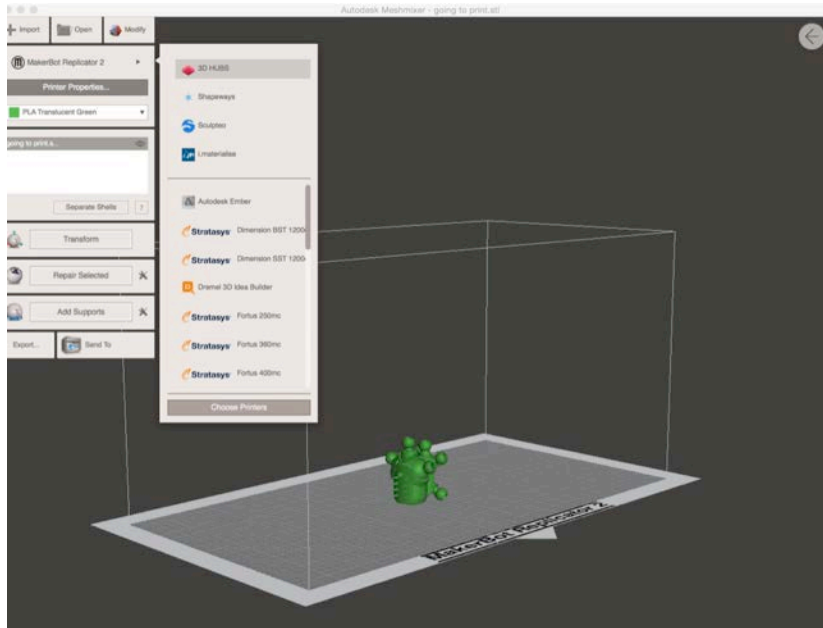 Autodesk Meshmixer - going to print.stl
Import
Open
Modify
MakerBot Replicator 2
Printer Properties...
PLA Translucent Green
going to print.s...
Separate Shells
?
Transform
Repair Selected
Add Supports
Export...
Send To
3D HUBS
Shapeways
Sculpteo
i.materialise
Autodesk Ember
Stratasys Dimension BST 1200
Stratasys Dimension SST 1200
Dremel 3D Idea Builder
Stratasys Fortus 250mc
Stratasys Fortus 360mc
Stratasys Fortus 400mc
Choose Printers
MakerBot Replicator 2